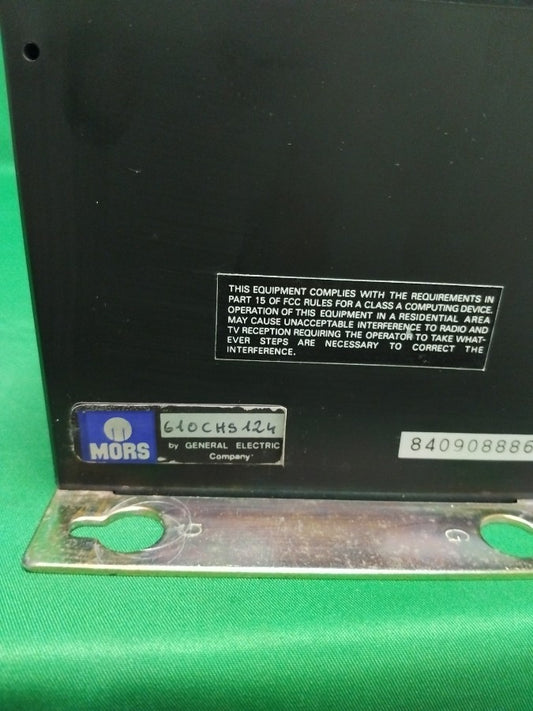 THIS EQUIPMENT COMPLIES WITH THE REQUIREMENTS IN
PART 15 OF FCC RULES FOR A CLASS A COMPUTING DEVICE.
OPERATION OF THIS EQUIPMENT IN A RESIDENTIAL AREA
MAY CAUSE UNACCEPTABLE INTERFERENCE TO RADIO AND
TV RECEPTION REQUIRING THE OPERATOR TO TAKE WHAT-
EVER STEPS ARE NECESSARY TO CORRECT THE
INTERFERENCE.
MORS
610CHS124
by GENERAL ELECTRIC
Company
840908886
G